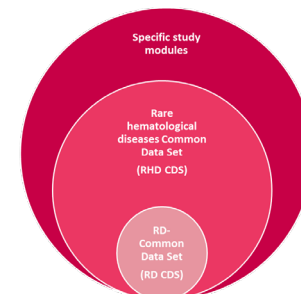 Specific study
modules
Rare
hematological
diseases Common
Data Set
(RHD CDS)
RD-
Common
Data Set
(RD CDS)